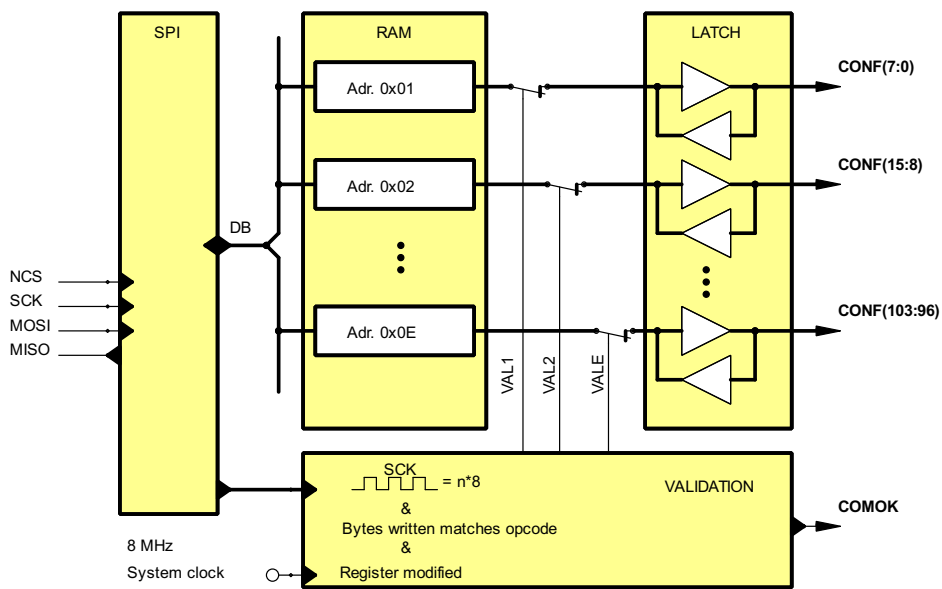 SPI
RAM
LATCH
Adr. 0x01
CONF(7:0)
Adr. 0x02
CONF(15:8)
DB
NCS
SCK
MOSI
MISO
Adr. 0x0E
CONF(103:96)
VAL1
VAL2
VALE
SCK
= n*8
VALIDATION
&
Bytes written matches opcode
COMOK
&
8 MHz
System clock
Register modified